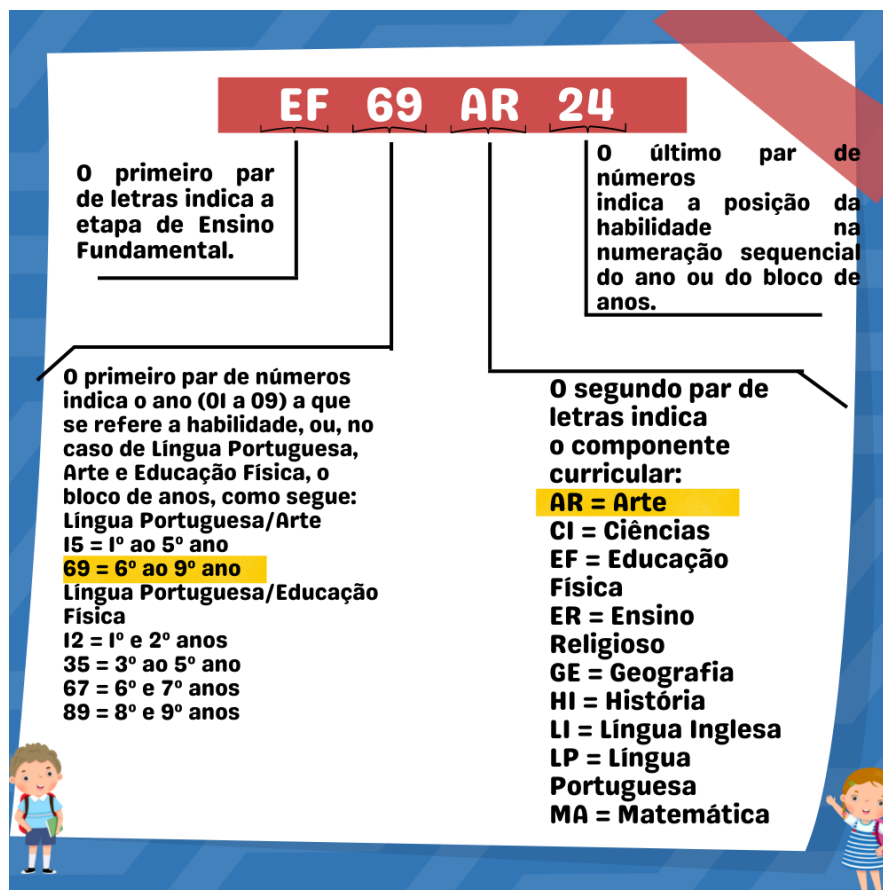 EF 69 AR 24
O primeiro par
de letras indica a
etapa de Ensino
Fundamental.
O último par de
números
indica a posição da
habilidade na
numeração sequencial
do ano ou do bloco de
anos.
O primeiro par de números
indica o ano (01 a 09) a que
se refere a habilidade, ou, no
caso de Língua Portuguesa,
Arte e Educação Física, o
bloco de anos, como segue:
Língua Portuguesa/Arte
15 = 1º ao 5º ano
69 = 6º ao 9º ano
Língua Portuguesa/Educação
Física
12 = 1º e 2º anos
35 = 3º ao 5º ano
67 = 6º e 7º anos
89 = 8º e 9º anos
O segundo par de
letras indica
o componente
curricular:
AR = Arte
CI = Ciências
EF = Educação
Física
ER = Ensino
Religioso
GE = Geografia
HI = História
LI = Língua Inglesa
LP = Língua
Portuguesa
MA = Matemática